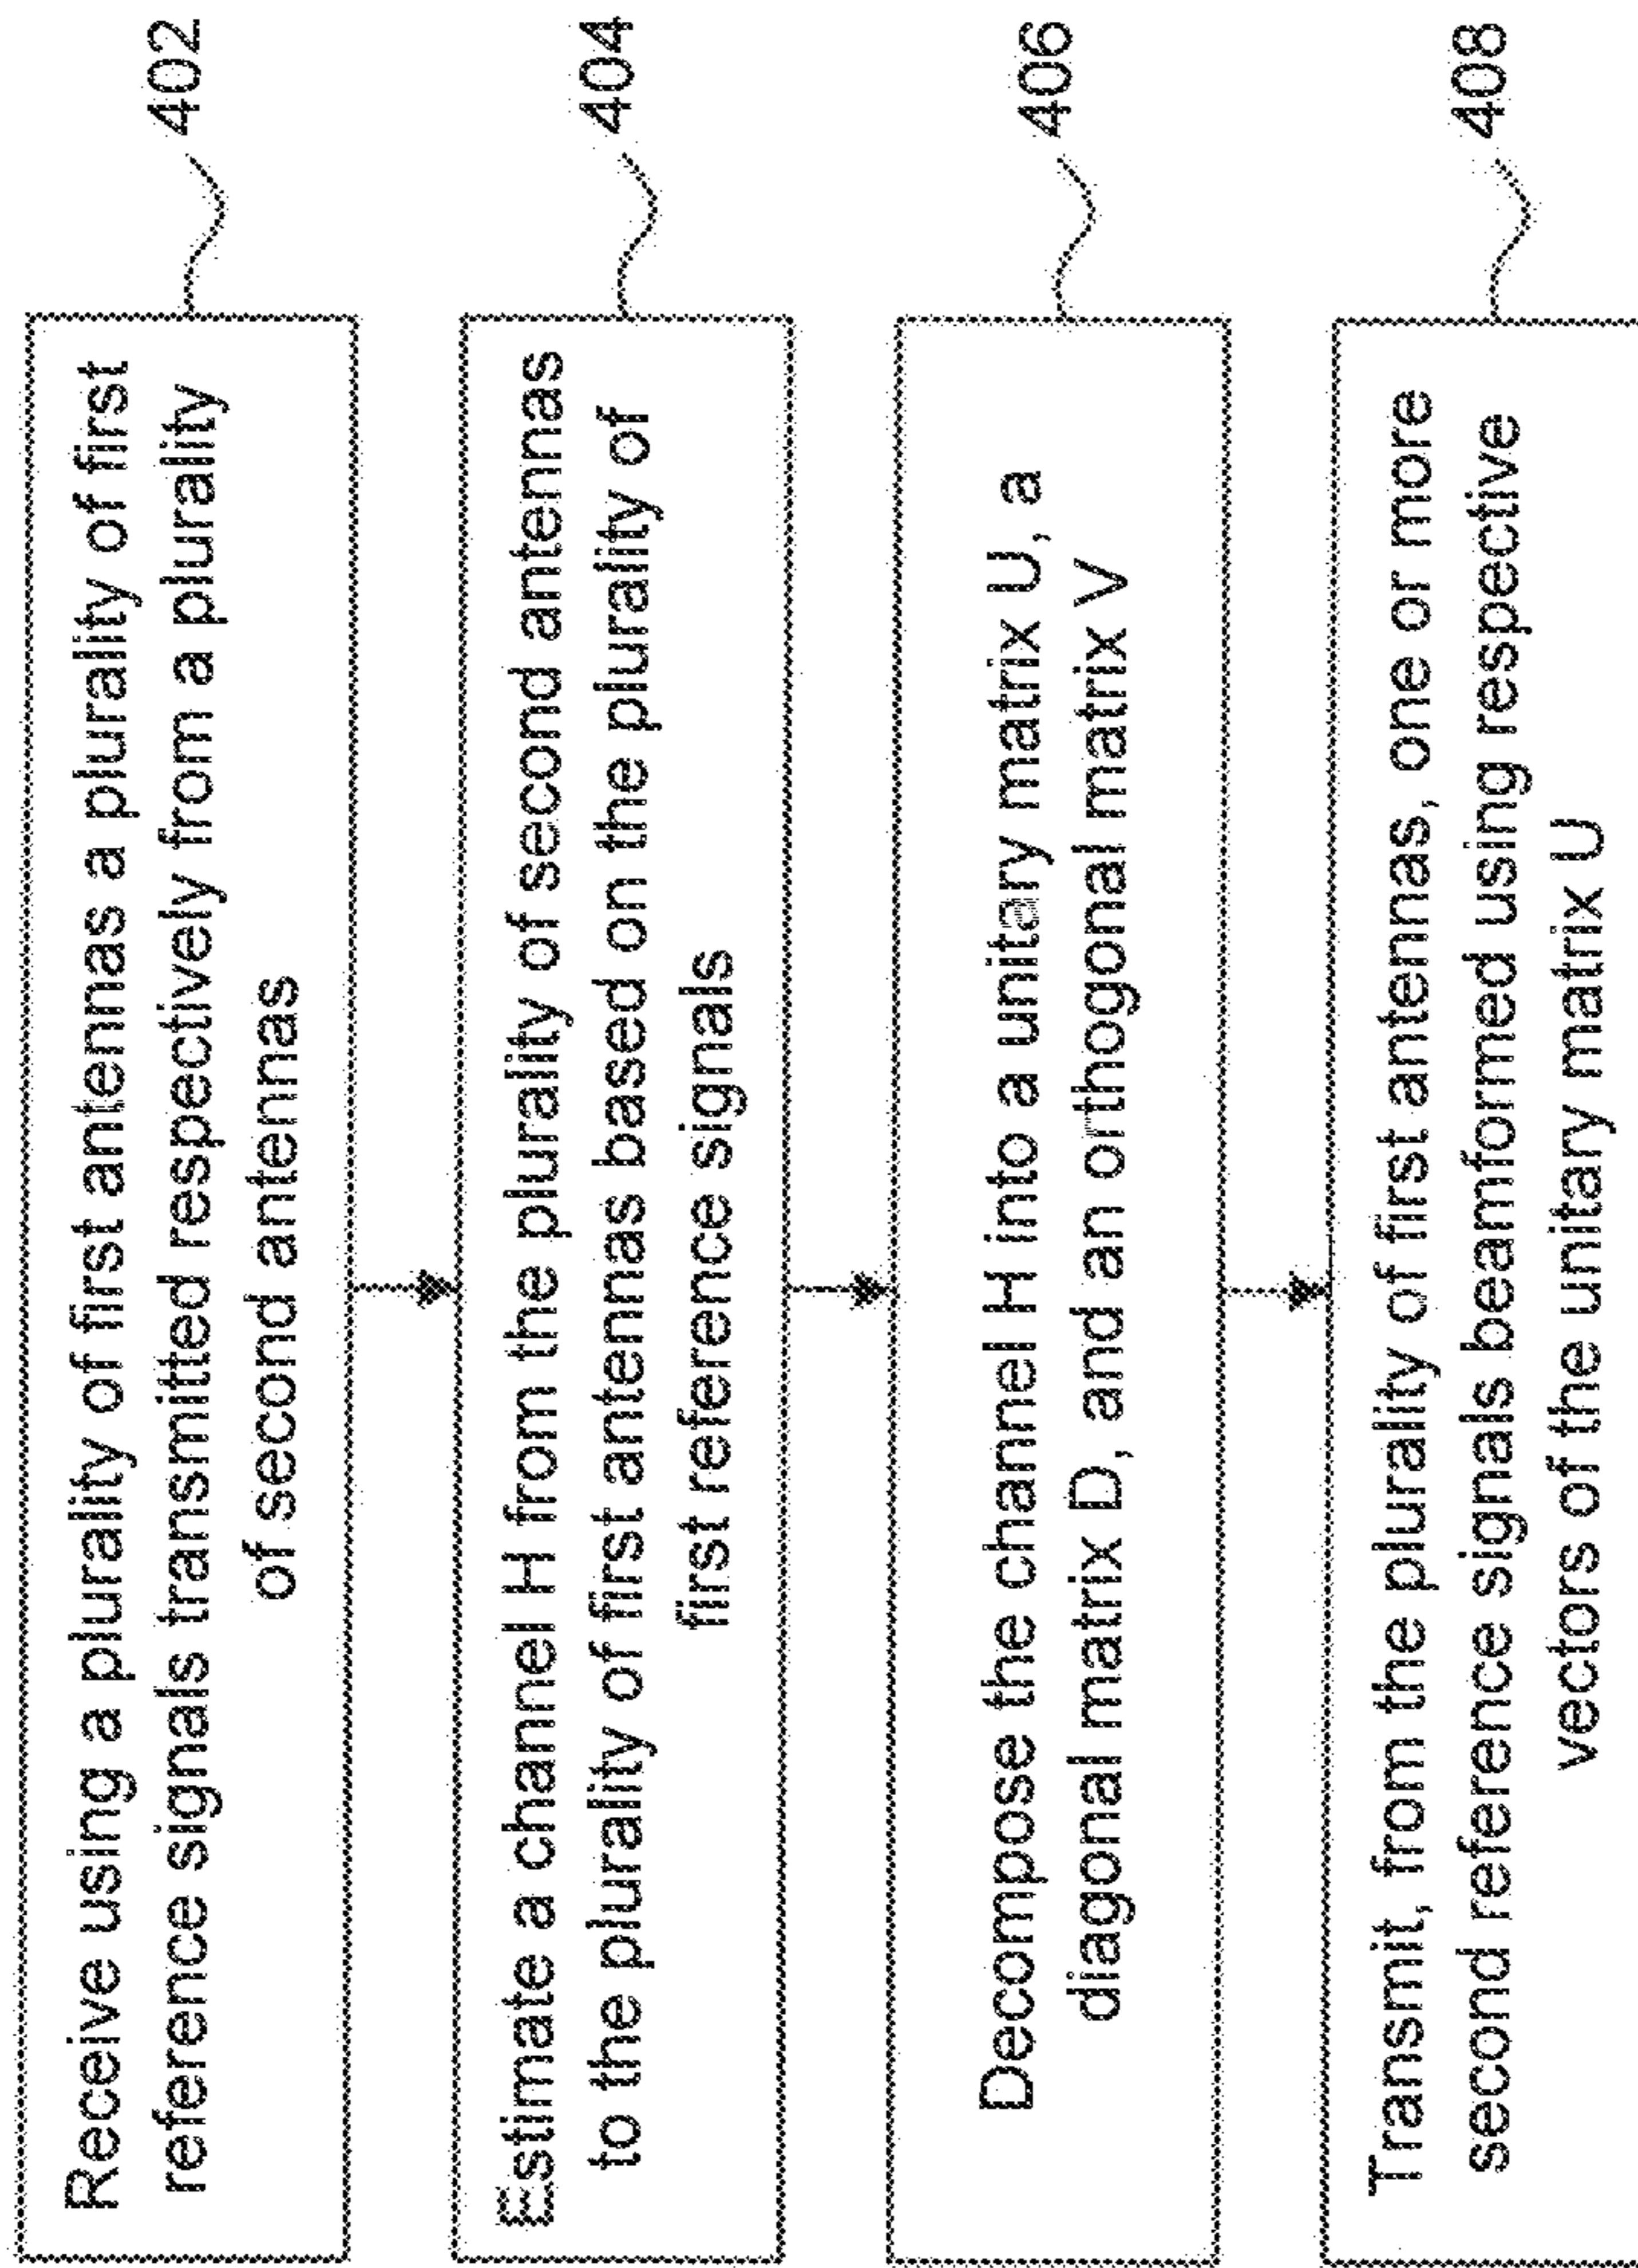 Receive using a plurality of first antennas a plurality of first
reference signals transmitted respectively from a plurality
of second antennas
402
Estimate a channel H from the plurality of second antennas
to the plurality of first antennas based on the plurality of
first reference signals
404
Decompose the channel H into a unitary matrix U, a
diagonal matrix D, and an orthogonal matrix V
406
Transmit, from the plurality of first antennas, one or more
second reference signals beamformed using respective
vectors of the unitary matrix U
408